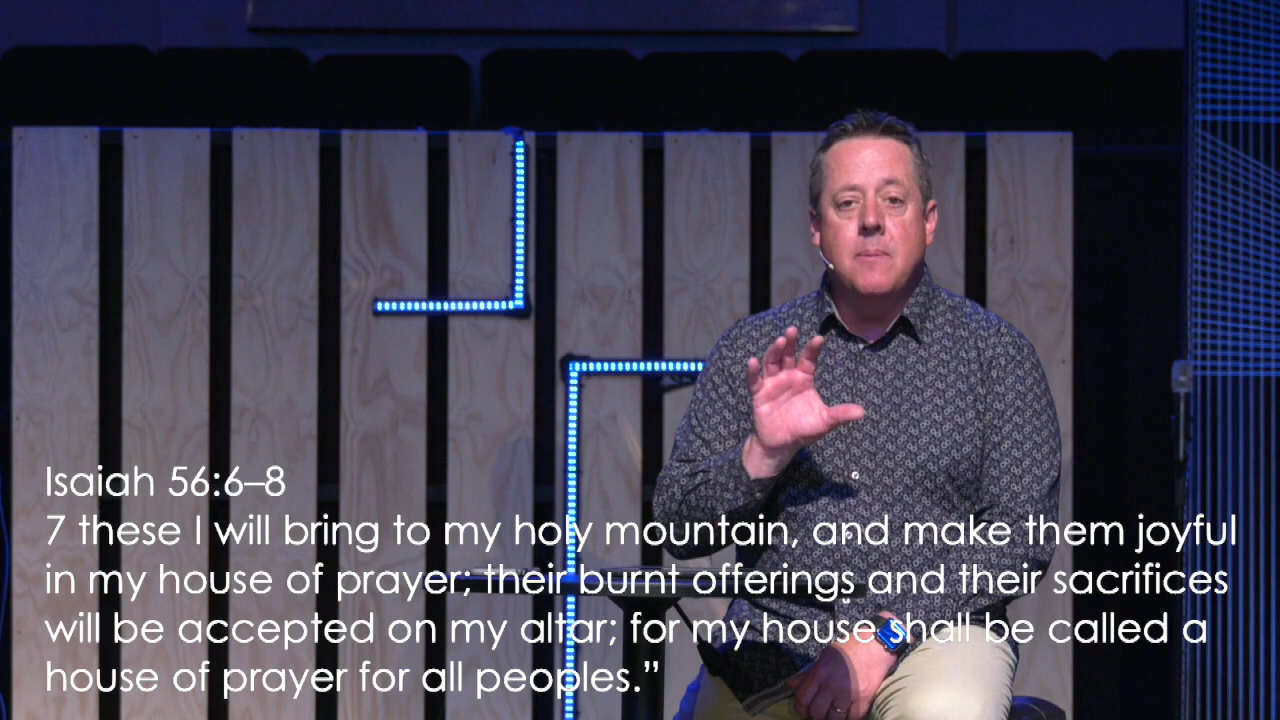 Isaiah 56:6–8
7 these I will bring to my holy mountain, and make them joyful
in my house of prayer; their burnt offerings and their sacrifices
will be accepted on my altar; for my house shall be called a
house of prayer for all peoples.”